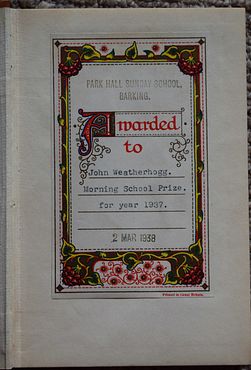 PARK HALL SUNDAY SCHOOL,
BARKING.
Awarded
to
John Weatherhogg.
Morning School Prize,
for year 1937.
2 MAR 1938
Printed in Great Britain.